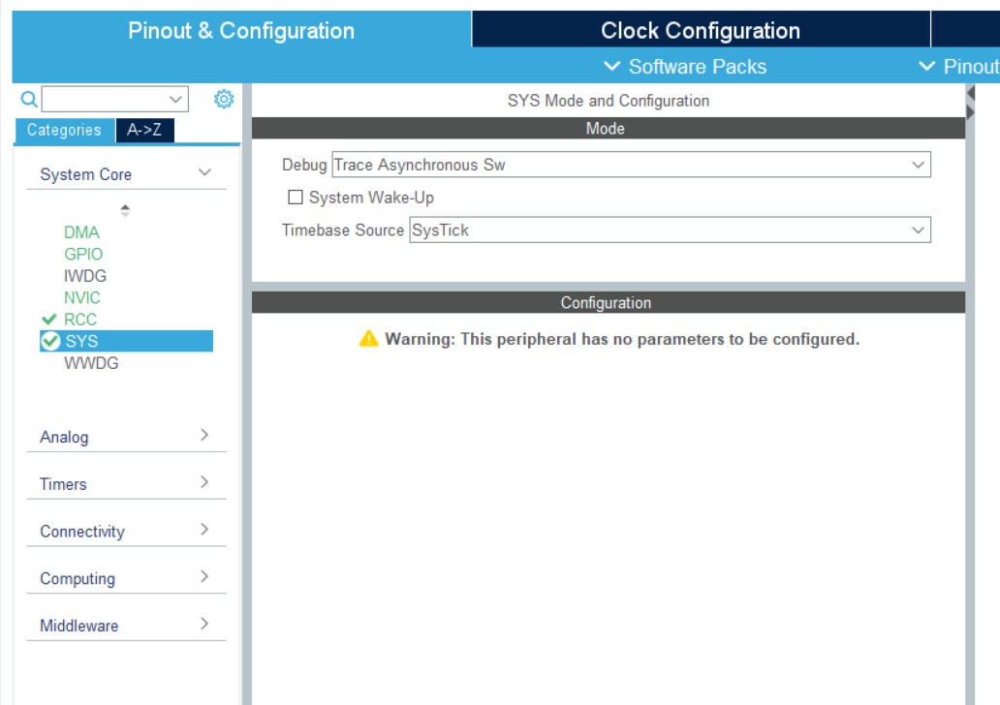 Pinout & Configuration
Clock Configuration
Software Packs
Pinout
SYS Mode and Configuration
Categories
A->Z
Mode
System Core
Debug Trace Asynchronous Sw
System Wake-Up
Timebase Source SysTick
DMA
GPIO
IWDG
NVIC
RCC
SYS
WWDG
Configuration
Warning: This peripheral has no parameters to be configured.
Analog
Timers
Connectivity
Computing
Middleware